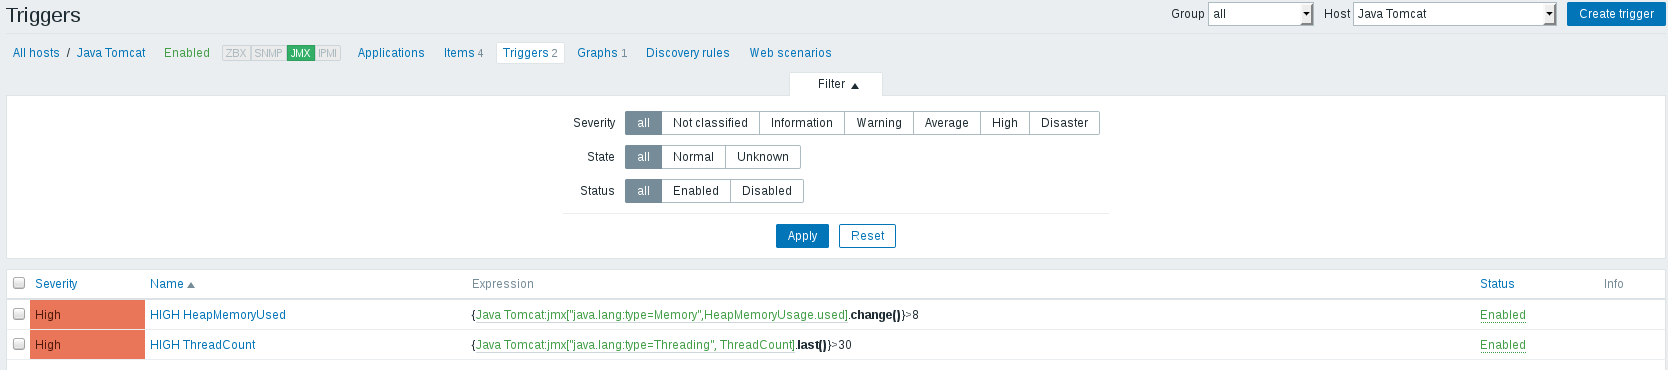 Triggers Group all Host Java Tomcat Create trigger
All hosts / Java Tomcat Enabled ZBX SNMP JMX IPMI Applications Items 4 Triggers 2 Graphs 1 Discovery rules Web scenarios
Filter ▲
Severity all Not classified Information Warning Average High Disaster
State all Normal Unknown
Status all Enabled Disabled
Apply Reset
Severity Name ▲ Expression Status Info
High HIGH HeapMemoryUsed {Java Tomcat:jmx["java.lang:type=Memory",HeapMemoryUsage.used].change()}>8 Enabled
High HIGH ThreadCount {Java Tomcat:jmx["java.lang:type=Threading", ThreadCount].last()}>30 Enabled